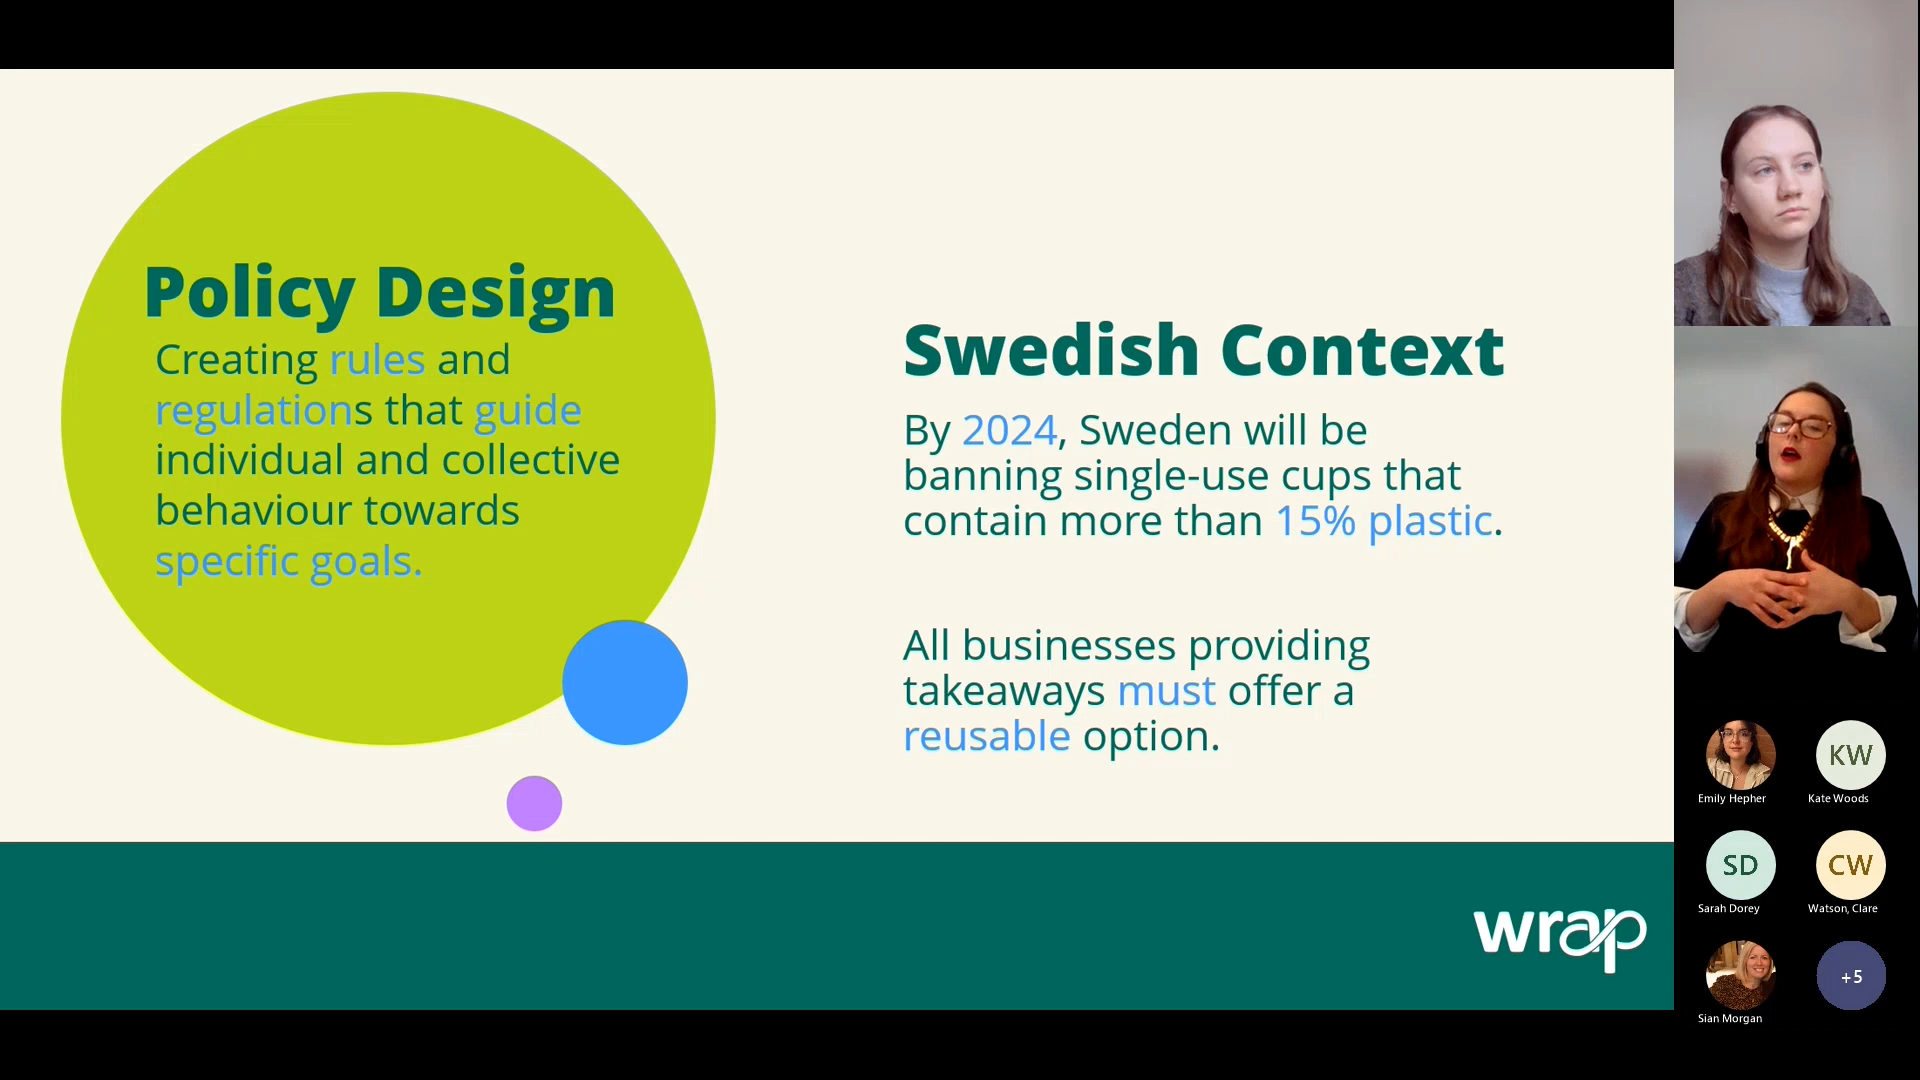 Policy Design
Creating rules and
regulations that guide
individual and collective
behaviour towards
specific goals.
Swedish Context
By 2024, Sweden will be
banning single-use cups that
contain more than 15% plastic.
All businesses providing
takeaways must offer a
reusable option.
wrap
Emily Hepher
KW
Kate Woods
SD
Sarah Dorey
CW
Watson, Clare
Sian Morgan
+5